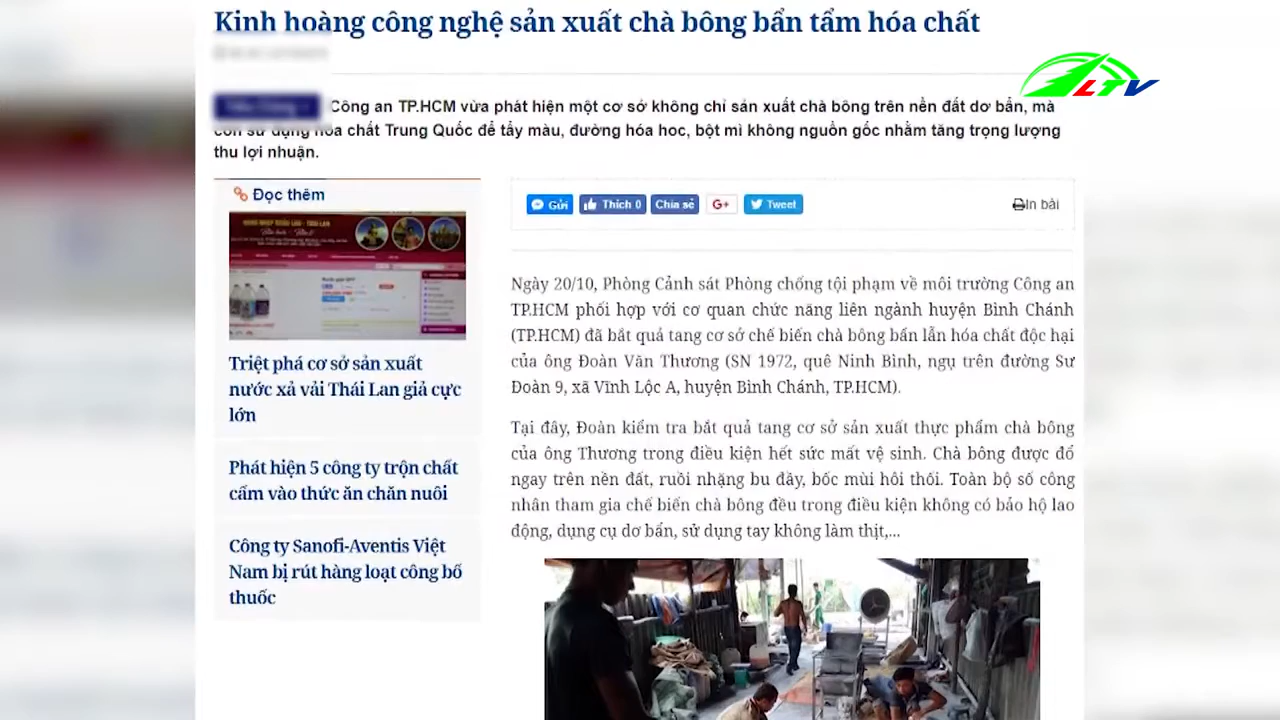 Kinh hoàng công nghệ sản xuất chà bông bẩn tẩm hóa chất
LTV
Công an TP.HCM vừa phát hiện một cơ sở không chỉ sản xuất chà bông trên nền đất dơ bẩn, mà
còn sử dụng hóa chất Trung Quốc để tẩy màu, đường hóa học, bột mì không nguồn gốc nhằm tăng trọng lượng
thu lợi nhuận.
Đọc thêm
Gửi
Thích 0
Chia sẻ
G+
Tweet
In bài
Triệt phá cơ sở sản xuất
nước xả vải Thái Lan giả cực
lớn
Phát hiện 5 công ty trộn chất
cấm vào thức ăn chăn nuôi
Công ty Sanofi-Aventis Việt
Nam bị rút hàng loạt công bố
thuốc
Ngày 20/10, Phòng Cảnh sát Phòng chống tội phạm về môi trường Công an
TP.HCM phối hợp với cơ quan chức năng liên ngành huyện Bình Chánh
(TP.HCM) đã bắt quả tang cơ sở chế biến chà bông bẩn lẫn hóa chất độc hại
của ông Đoàn Văn Thương (SN 1972, quê Ninh Bình, ngụ trên đường Sư
Đoàn 9, xã Vĩnh Lộc A, huyện Bình Chánh, TP.HCM).
Tại đây, Đoàn kiểm tra bắt quả tang cơ sở sản xuất thực phẩm chà bông
của ông Thương trong điều kiện hết sức mất vệ sinh. Chà bông được đổ
ngay trên nền đất, ruồi nhặng bu đầy, bốc mùi hôi thối. Toàn bộ số công
nhân tham gia chế biến chà bông đều trong điều kiện không có bảo hộ lao
động, dụng cụ dơ bẩn, sử dụng tay không làm thịt,...